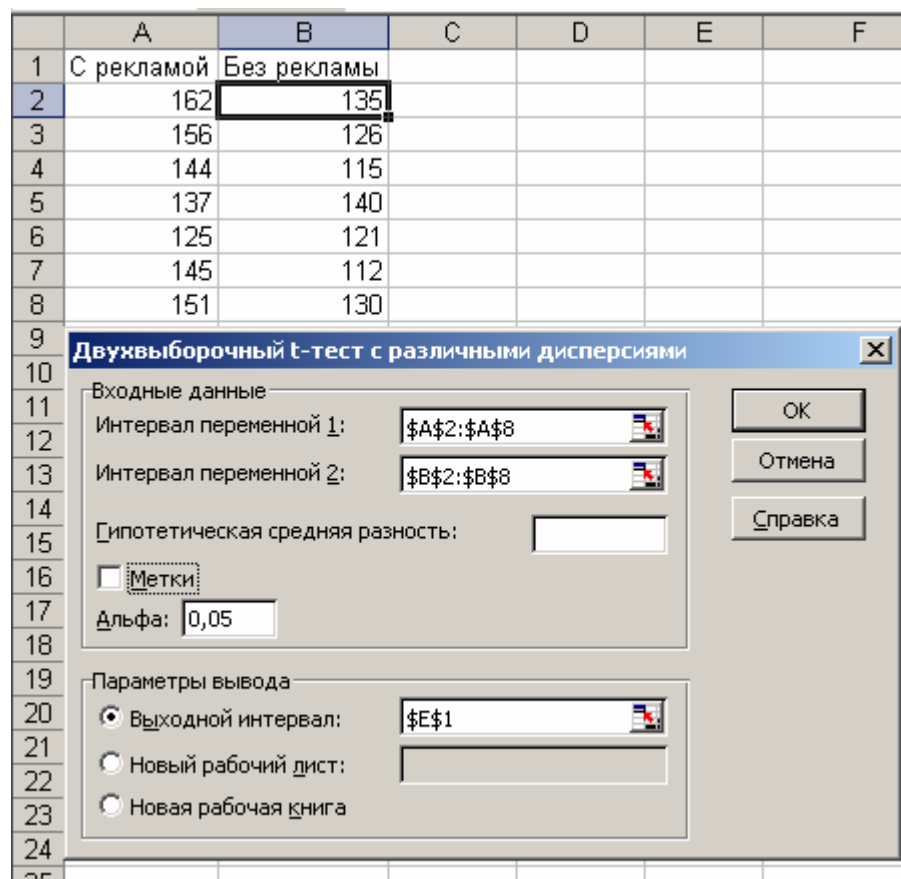 A B C D E F
1 С рекламой Без рекламы
2 162 135
3 156 126
4 144 115
5 137 140
6 125 121
7 145 112
8 151 130
9
Двухвыборочный t-тест с различными дисперсиями
10
Входные данные
11
Интервал переменной 1: $A$2:$A$8
ОК
12
13
Интервал переменной 2: $B$2:$B$8
Отмена
14
Гипотетическая средняя разность:
Справка
15
16
Метки
17
Альфа: 0,05
18
19
Параметры вывода
20
Выходной интервал: $E$1
21
Новый рабочий лист:
22
23
Новая рабочая книга
24
25